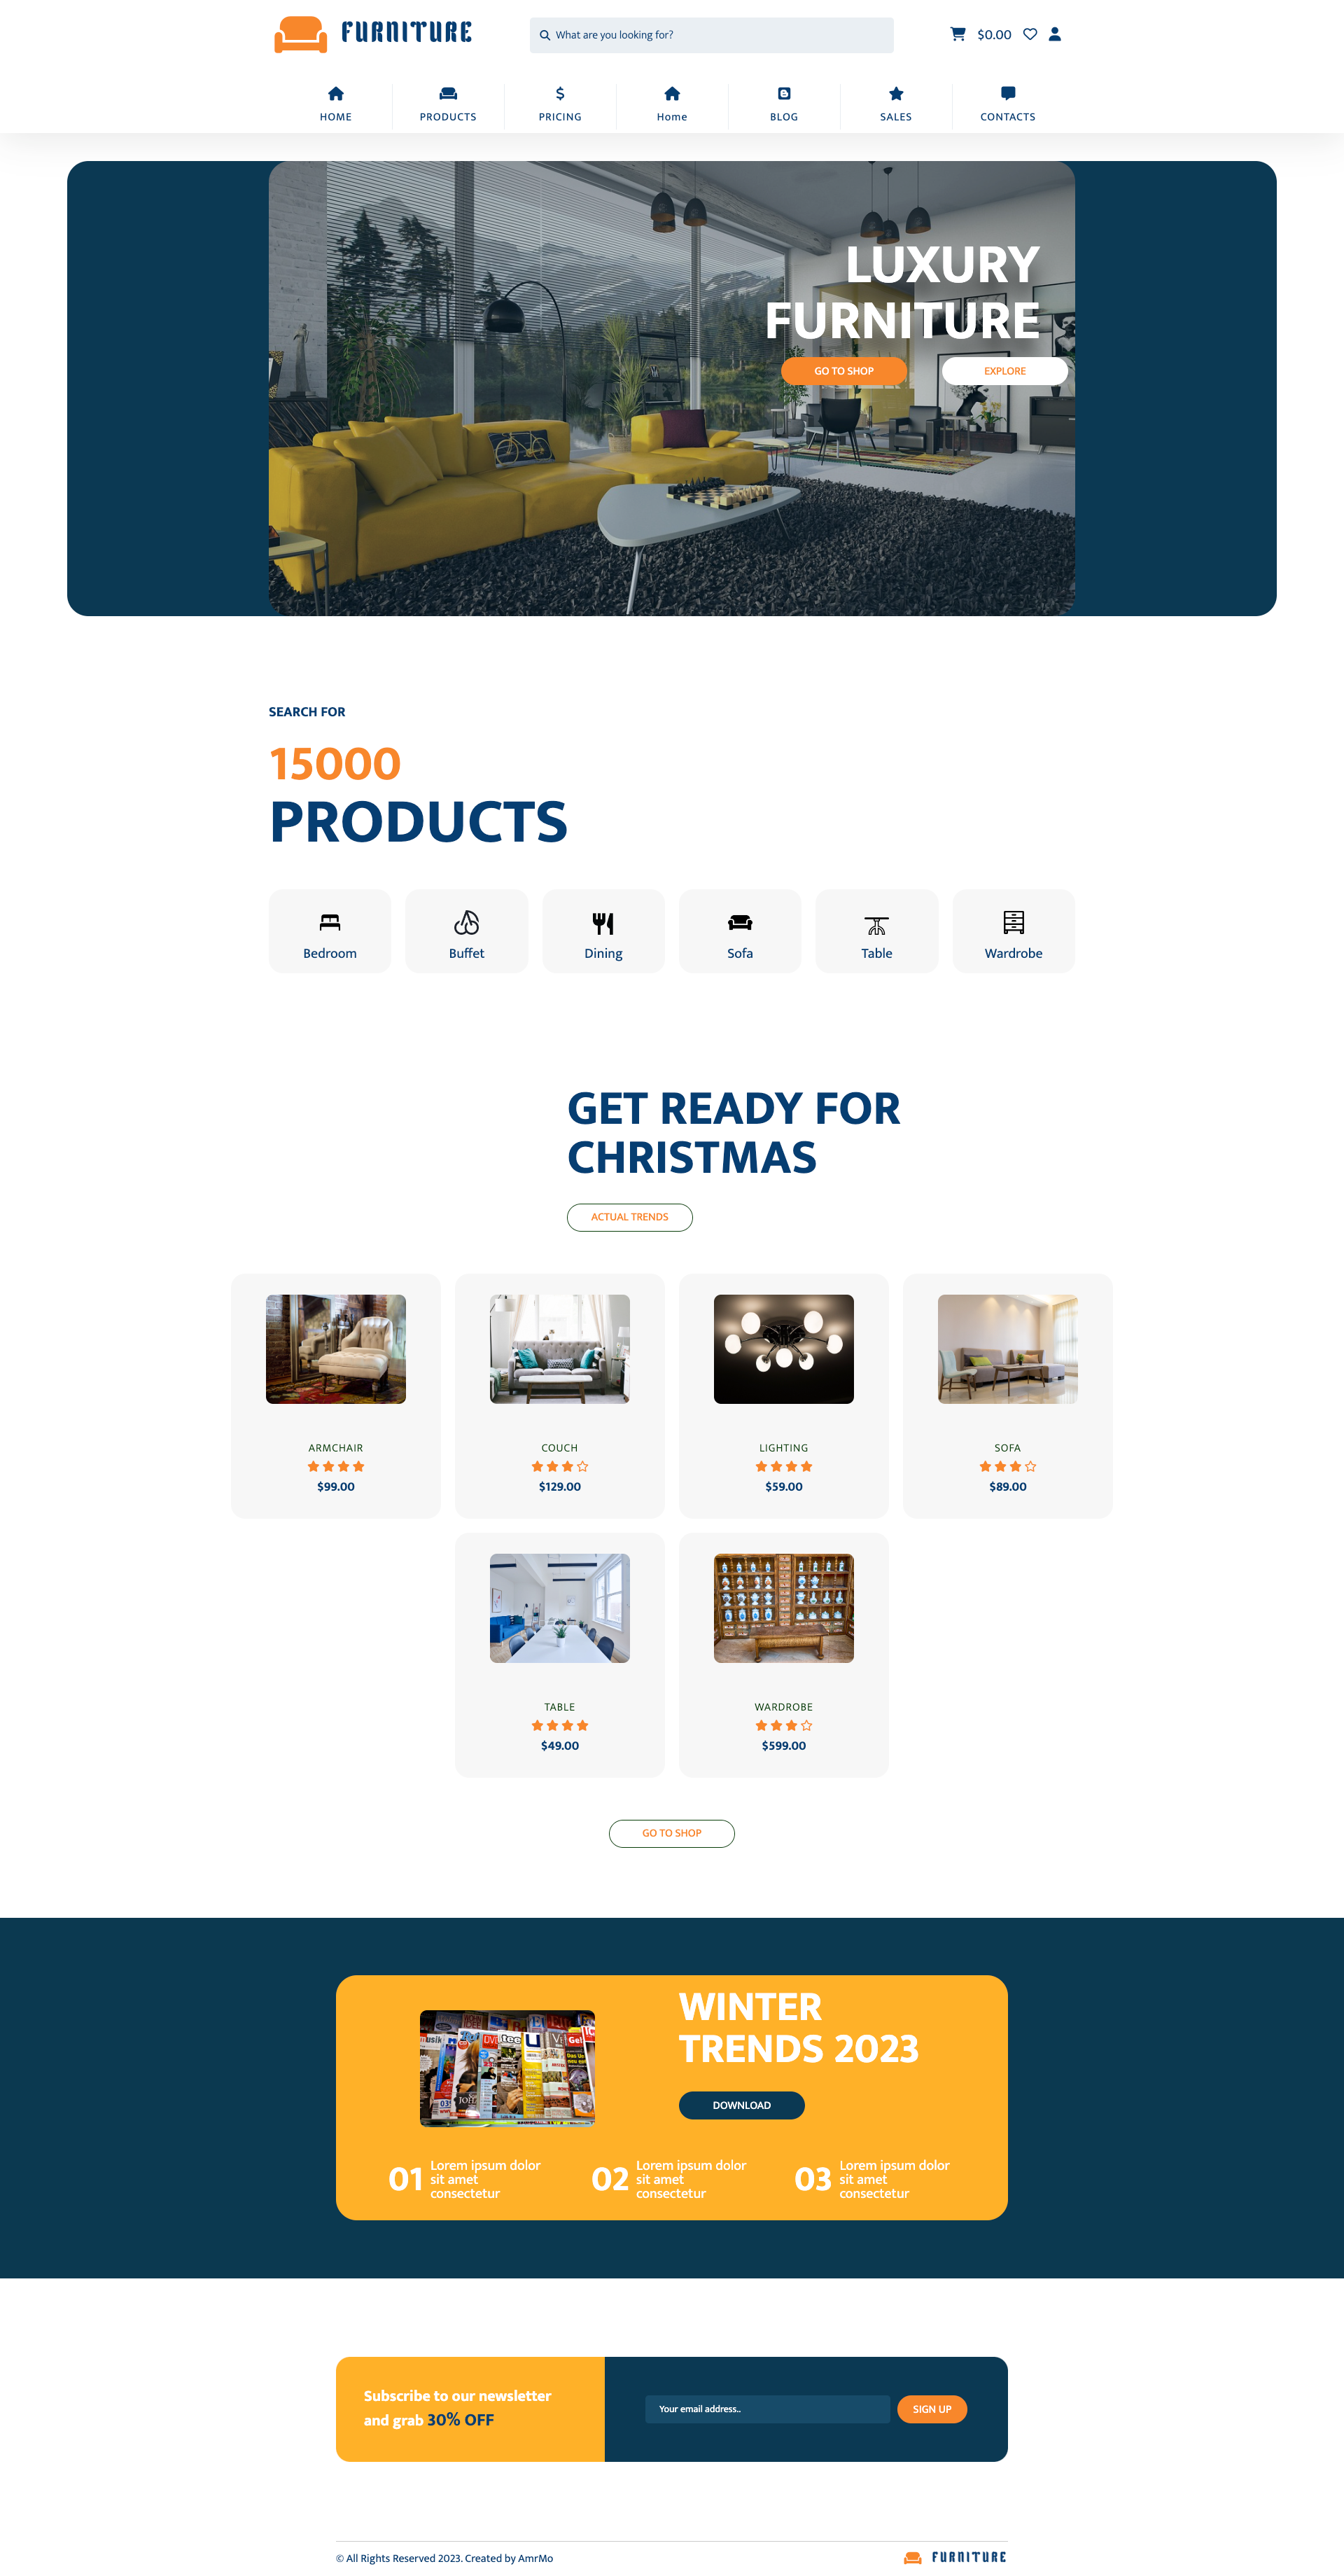 FURNITURE
What are you looking for?
$0.00
HOME
PRODUCTS
PRICING
Home
BLOG
SALES
CONTACTS
LUXURY
FURNITURE
GO TO SHOP
EXPLORE
SEARCH FOR
15000
PRODUCTS
Bedroom
Buffet
Dining
Sofa
Table
Wardrobe
GET READY FOR
CHRISTMAS
ACTUAL TRENDS
ARMCHAIR
$99.00
COUCH
$129.00
LIGHTING
$59.00
SOFA
$89.00
TABLE
$49.00
WARDROBE
$599.00
GO TO SHOP
WINTER
TRENDS 2023
DOWNLOAD
01
Lorem ipsum dolor
sit amet
consectetur
02
Lorem ipsum dolor
sit amet
consectetur
03
Lorem ipsum dolor
sit amet
consectetur
Subscribe to our newsletter
and grab 30% OFF
Your email address..
SIGN UP
© All Rights Reserved 2023. Created by AmrMo
FURNITURE